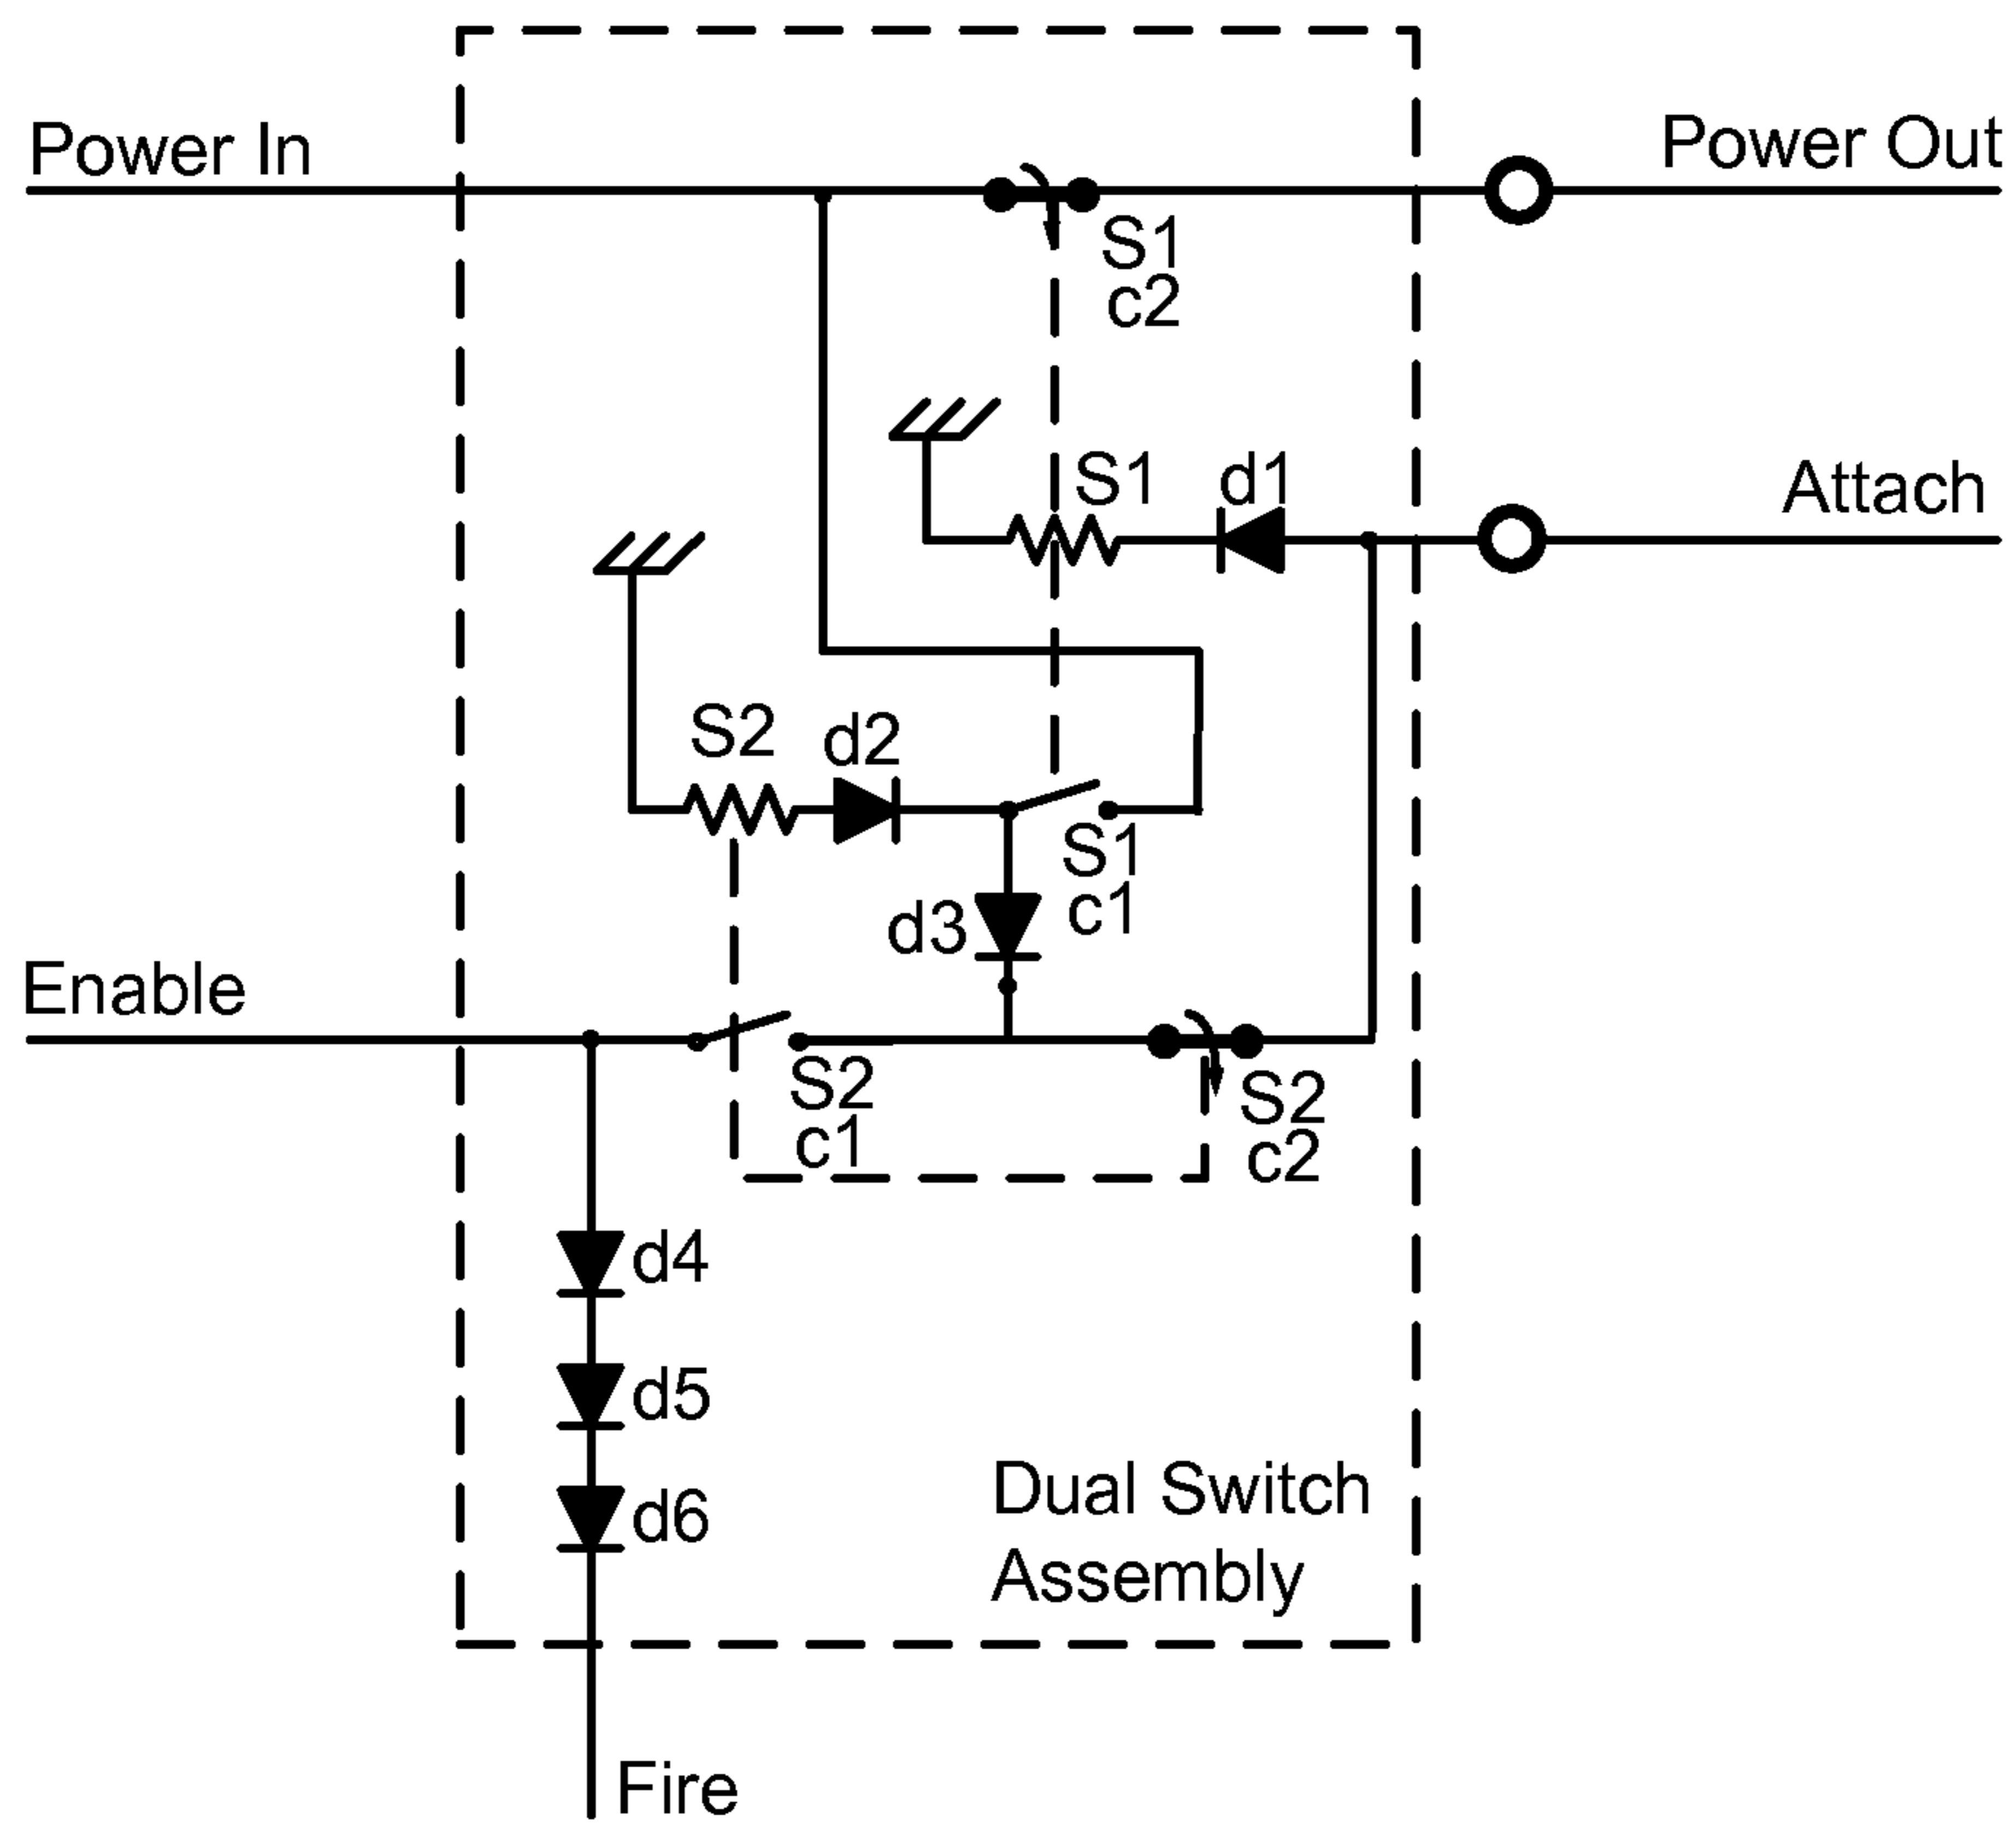 Power In
Power Out
S1
c2
Attach
S1
d1
S2
d2
S1
c1
d3
Enable
S2
c1
S2
c2
d4
d5
d6
Dual Switch
Assembly
Fire